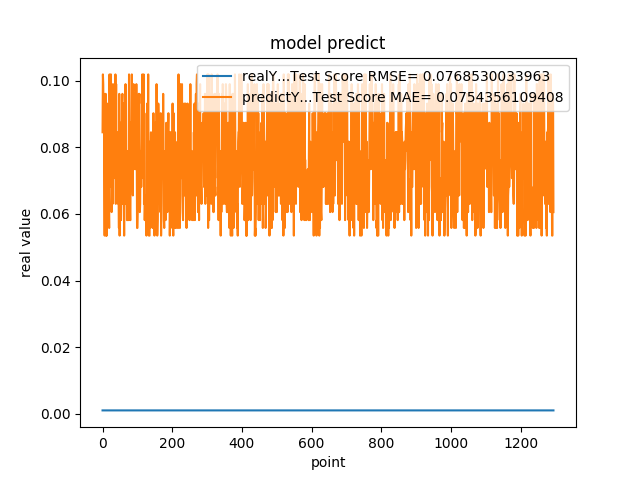 model predict
realY...Test Score RMSE= 0.0768530033963
predictY...Test Score MAE= 0.0754356109408
real value
0.10
0.08
0.06
0.04
0.02
0.00
0 200 400 600 800 1000 1200
point